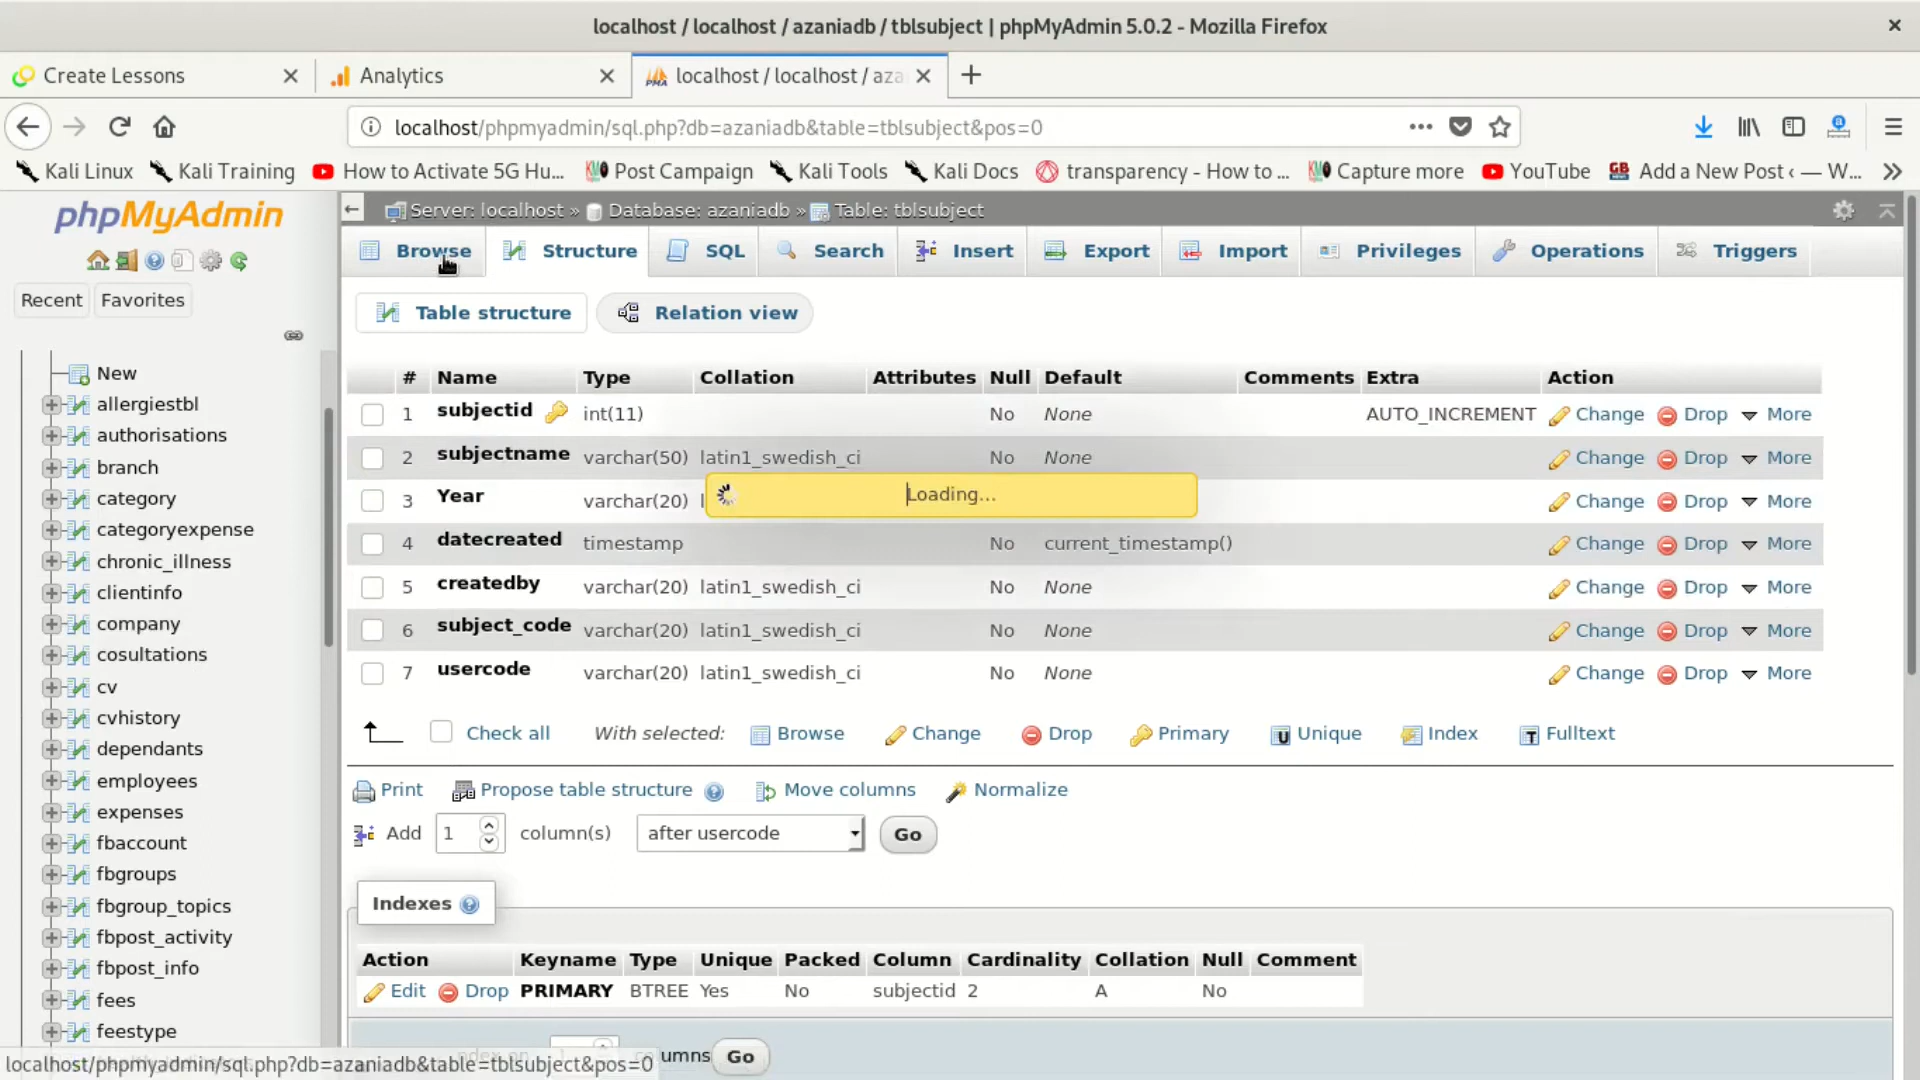 localhost / localhost / azaniadb / tblsubject | phpMyAdmin 5.0.2 - Mozilla Firefox
Create Lessons
Analytics
localhost / localhost / aza
localhost/phpmyadmin/sql.php?db=azaniadb&table=tblsubject&pos=0
Kali Linux Kali Training How to Activate 5G Hu... Post Campaign Kali Tools Kali Docs transparency - How to ... Capture more YouTube Add a New Post ‹ — W...
phpMyAdmin
Recent Favorites
New
allergiestbl
authorisations
branch
category
categoryexpense
chronic_illness
clientinfo
company
cosultations
cv
cvhistory
dependants
employees
expenses
fbaccount
fbgroups
fbgroup_topics
fbpost_activity
fbpost_info
fees
feestype
Server: localhost » Database: azaniadb » Table: tblsubject
Browse Structure SQL Search Insert Export Import Privileges Operations Triggers
Table structure Relation view
# Name Type Collation Attributes Null Default Comments Extra Action
1 subjectid int(11) No None AUTO_INCREMENT Change Drop More
2 subjectname varchar(50) latin1_swedish_ci No None Change Drop More
3 Year varchar(20) Change Drop More
Loading...
4 datecreated timestamp No current_timestamp() Change Drop More
5 createdby varchar(20) latin1_swedish_ci No None Change Drop More
6 subject_code varchar(20) latin1_swedish_ci No None Change Drop More
7 usercode varchar(20) latin1_swedish_ci No None Change Drop More
Check all With selected: Browse Change Drop Primary Unique Index Fulltext
Print Propose table structure Move columns Normalize
Add 1 column(s) after usercode Go
Indexes
Action Keyname Type Unique Packed Column Cardinality Collation Null Comment
Edit Drop PRIMARY BTREE Yes No subjectid 2 A No
columns Go
localhost/phpmyadmin/sql.php?db=azaniadb&table=tblsubject&pos=0